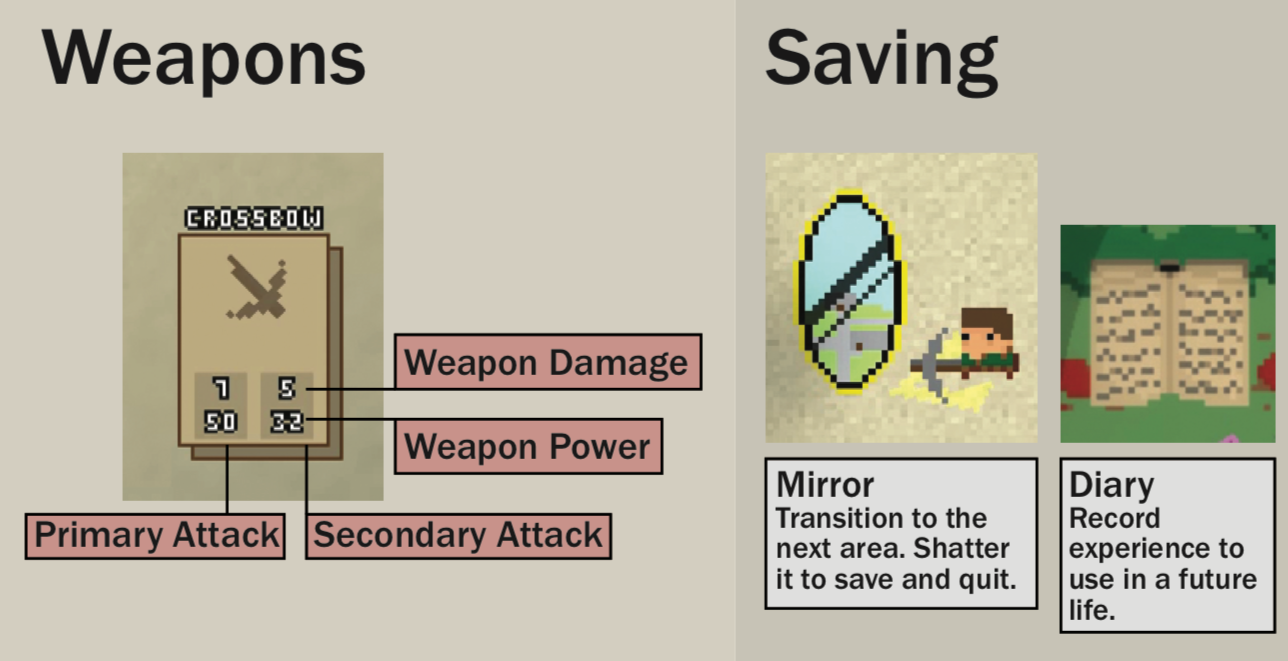 Weapons
Saving
CROSSBOW
7 5
50 32
Weapon Damage
Weapon Power
Primary Attack
Secondary Attack
Mirror
Transition to the
next area. Shatter
it to save and quit.
Diary
Record
experience to
use in a future
life.